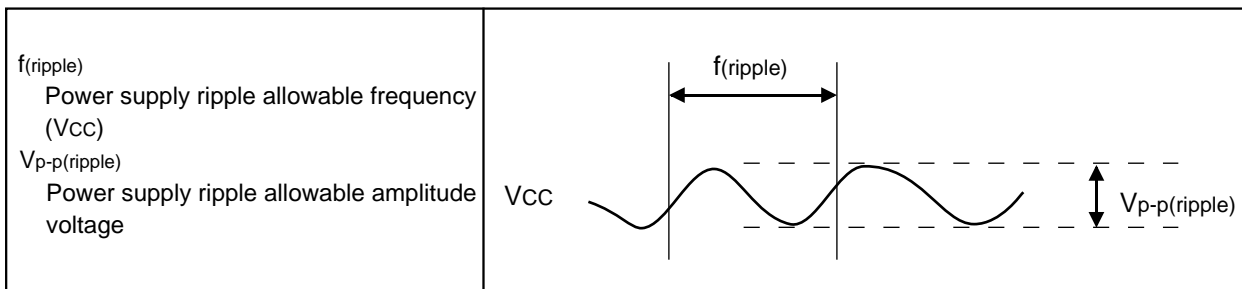 f(ripple)
Power supply ripple allowable frequency
(VCC)
Vp-p(ripple)
Power supply ripple allowable amplitude
voltage
f(ripple)
VCC
Vp-p(ripple)